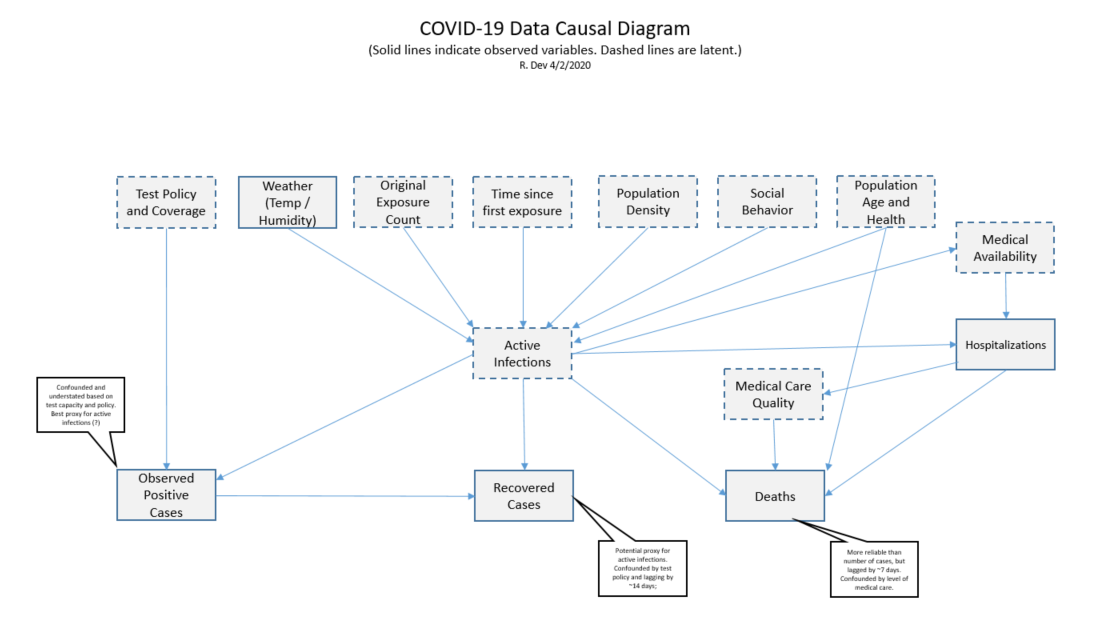 COVID-19 Data Causal Diagram
(Solid lines indicate observed variables. Dashed lines are latent.)
R. Dev 4/2/2020
Test Policy
and Coverage
Weather
(Temp /
Humidity)
Original
Exposure
Count
Time since
first exposure
Population
Density
Social
Behavior
Population
Age and
Health
Medical
Availability
Active
Infections
Hospitalizations
Medical Care
Quality
Confounded and
understated based on
test capacity and policy.
Best proxy for active
infections (?)
Observed
Positive
Cases
Recovered
Cases
Deaths
Potential proxy for
active infections.
Confounded by test
policy and lagging by
~14 days;
More reliable than
number of cases, but
lagged by ~7 days.
Confounded by level of
medical care.